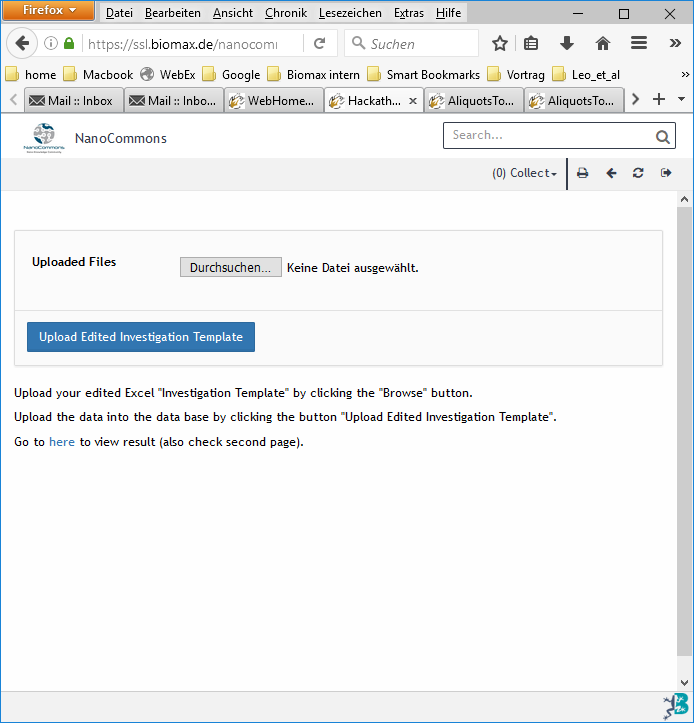 Firefox
Datei Bearbeiten Ansicht Chronik Lesezeichen Extras Hilfe
https://ssl.biomax.de/nanocom
Suchen
home Macbook WebEx Google Biomax intern Smart Bookmarks Vortrag Leo_et_al
Mail :: Inbox Mail :: Inbo... WebHome... Hackath... AliquotsTo... AliquotsTo...
NanoCommons
NanoCommons
Search...
(0) Collect
Uploaded Files
Durchsuchen... Keine Datei ausgewählt.
Upload Edited Investigation Template
Upload your edited Excel "Investigation Template" by clicking the "Browse" button.
Upload the data into the data base by clicking the button "Upload Edited Investigation Template".
Go to here to view result (also check second page).